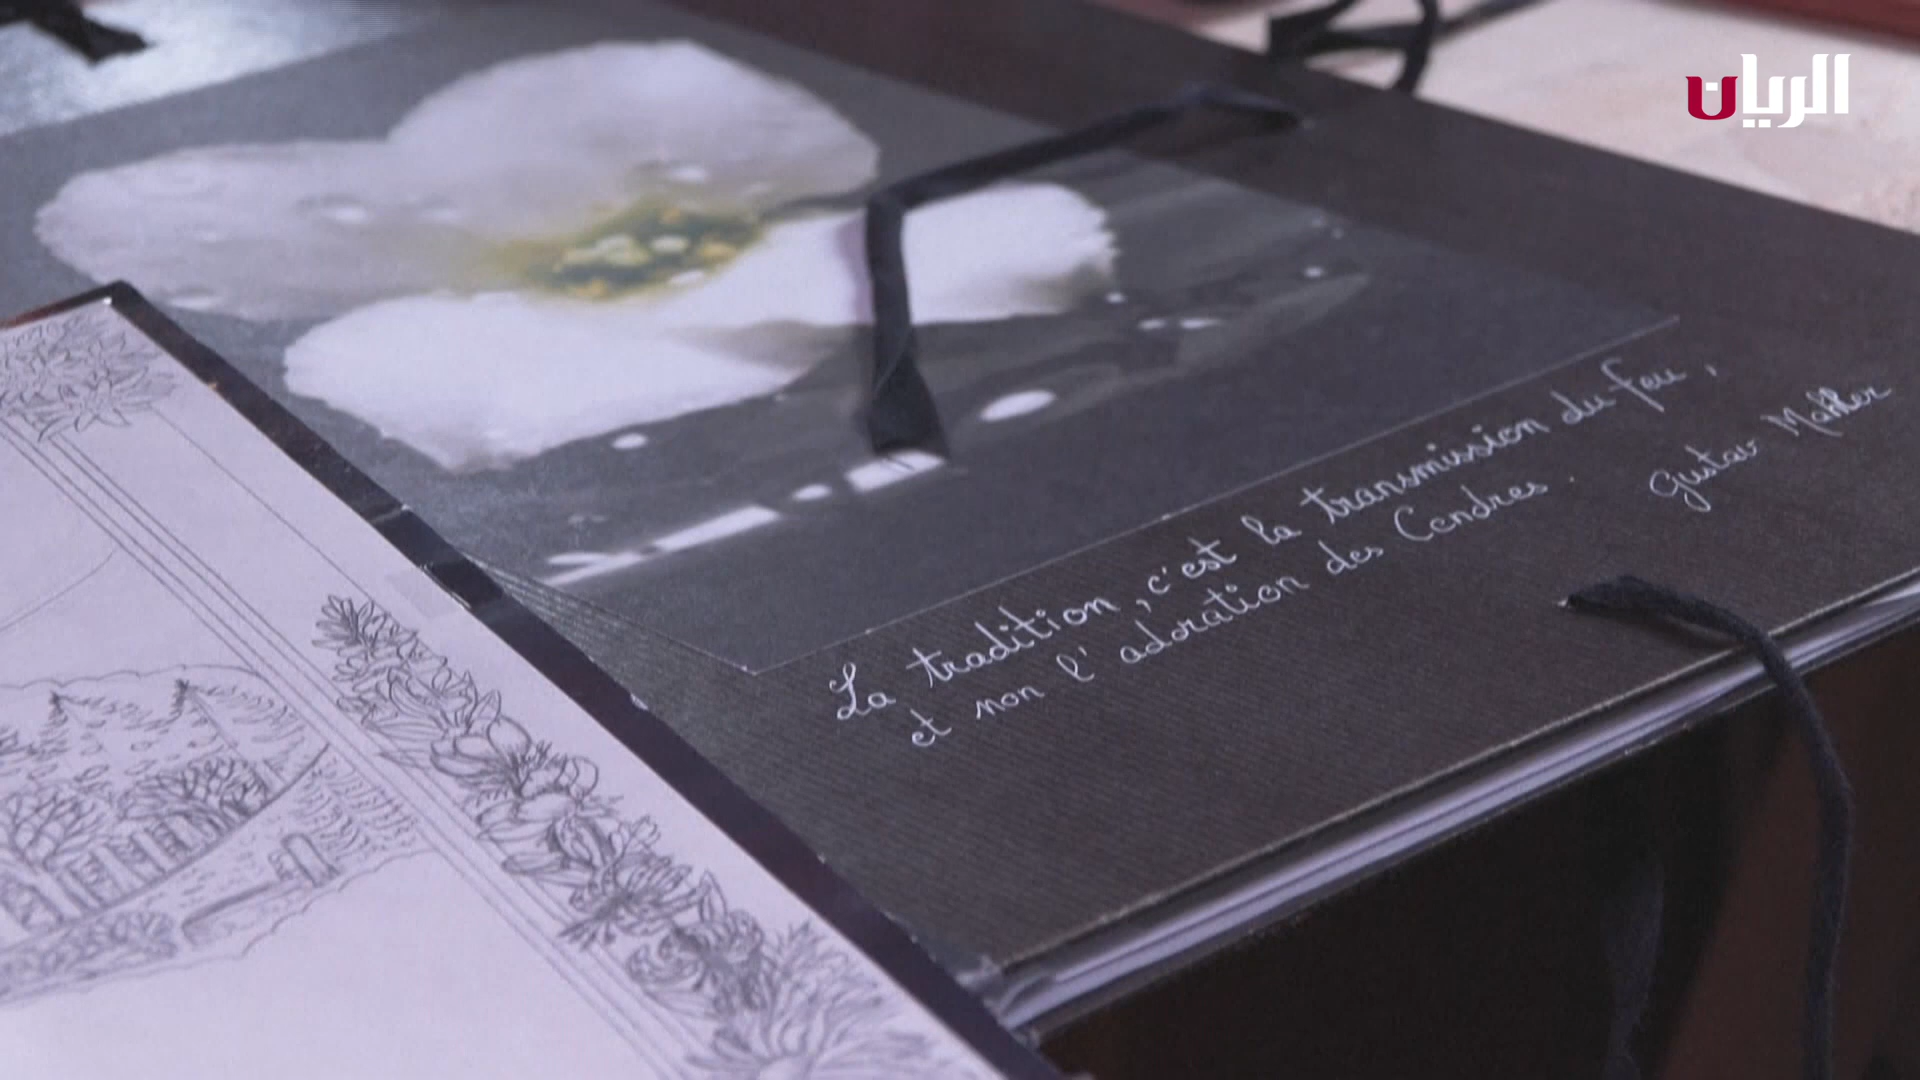 الريان
La tradition, c'est la transmission du feu,
et non l'adoration des Cendres. Gustav Mahler